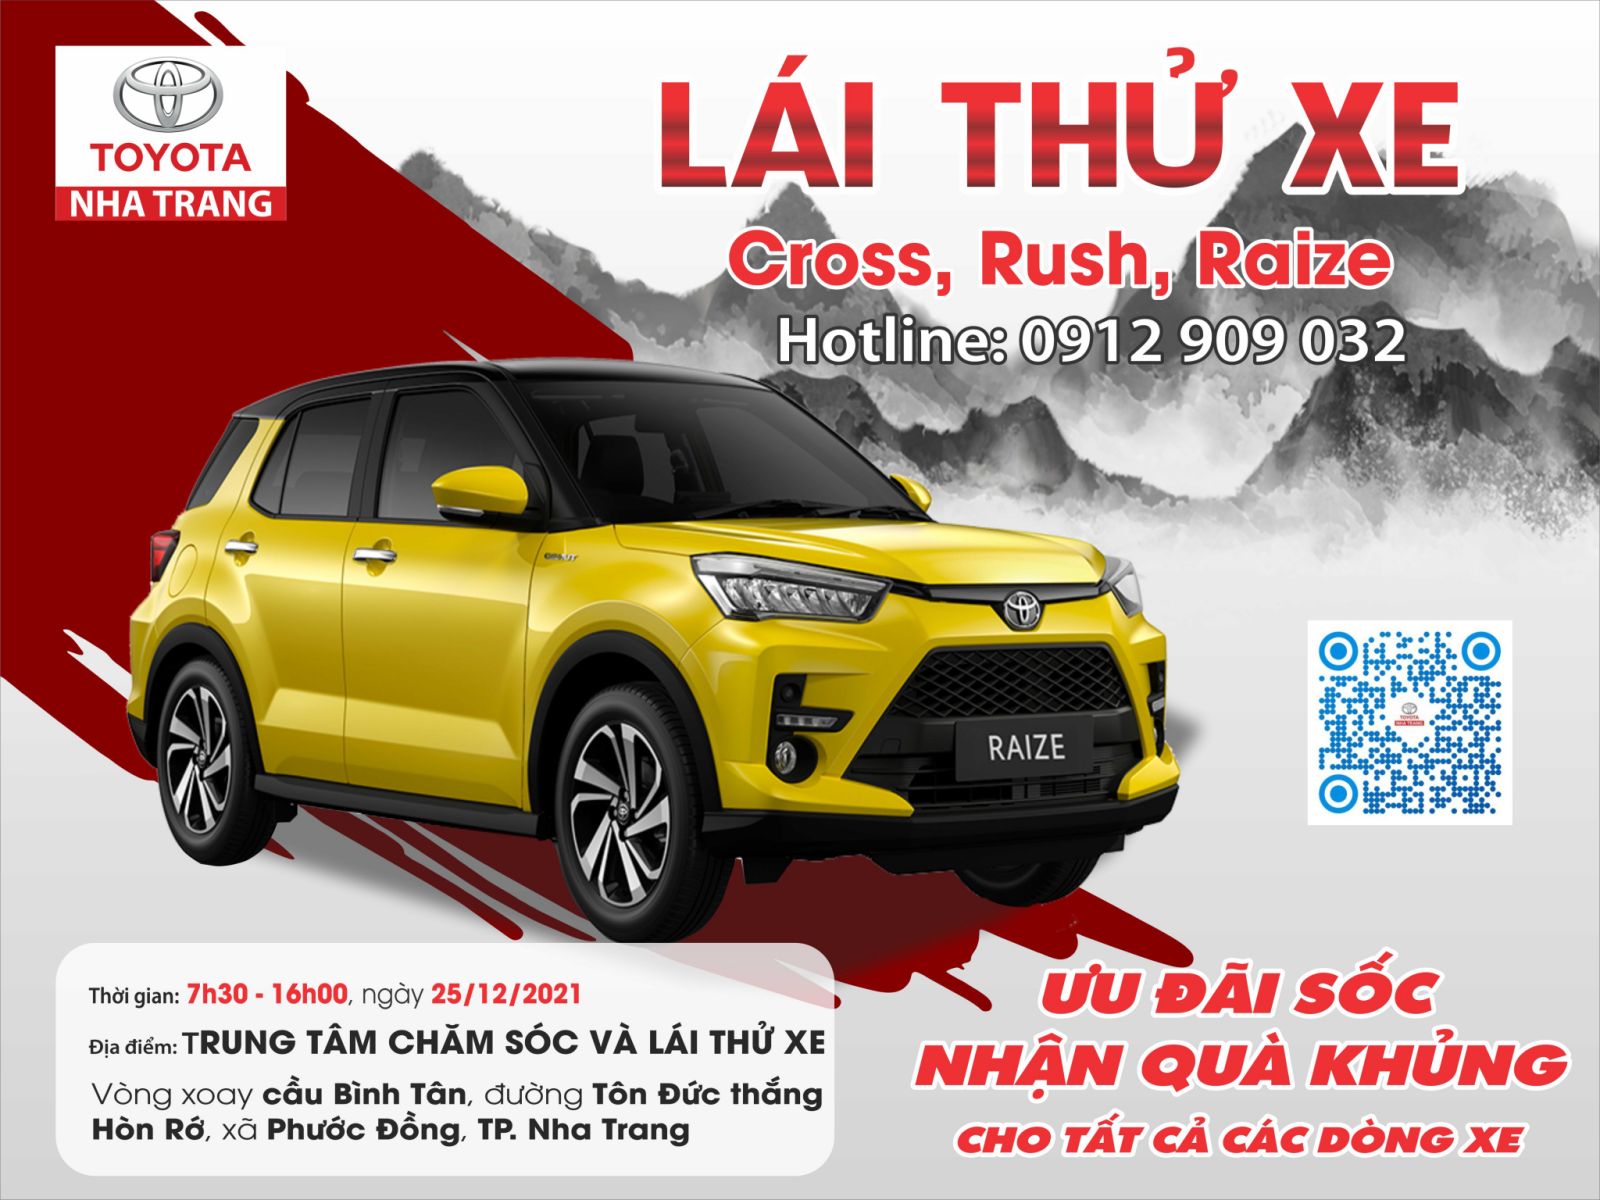 TOYOTA
NHA TRANG
LÁI THỬ XE
Cross, Rush, Raize
Hotline: 0912 909 032
RAIZE
TOYOTA
NHA TRANG
Thời gian: 7h30 - 16h00, ngày 25/12/2021
Địa điểm: TRUNG TÂM CHĂM SÓC VÀ LÁI THỬ XE
Vòng xoay cầu Bình Tân, đường Tôn Đức thắng
Hòn Rớ, xã Phước Đồng, TP. Nha Trang
ƯU ĐÃI SỐC
NHẬN QUÀ KHỦNG
CHO TẤT CẢ CÁC DÒNG XE